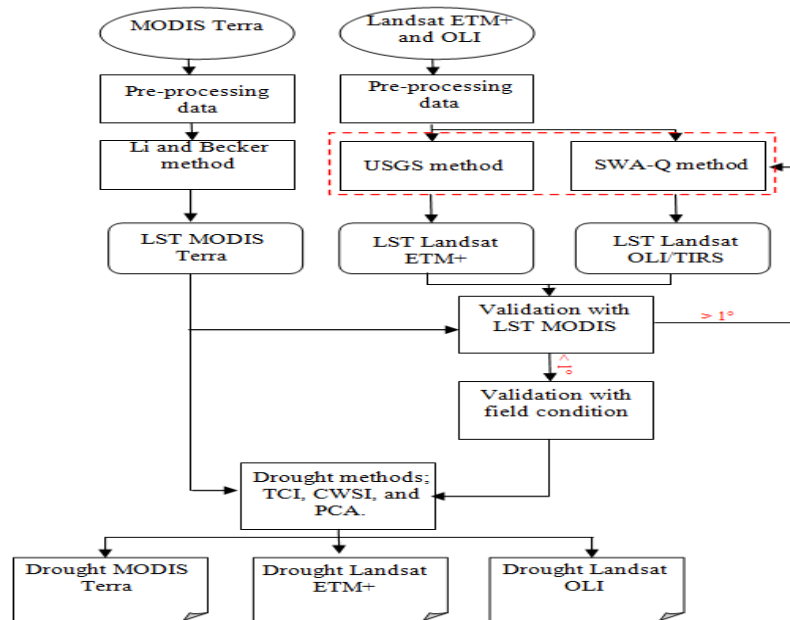 MODIS Terra
Landsat ETM+
and OLI
Pre-processing
data
Pre-processing
data
Li and Becker
method
USGS method
SWA-Q method
LST MODIS
Terra
LST Landsat
ETM+
LST Landsat
OLI/TIRS
Validation with
LST MODIS
> 1°
<1°
Validation with
field condition
Drought methods;
TCI, CWSI, and
PCA.
Drought MODIS
Terra
Drought Landsat
ETM+
Drought Landsat
OLI